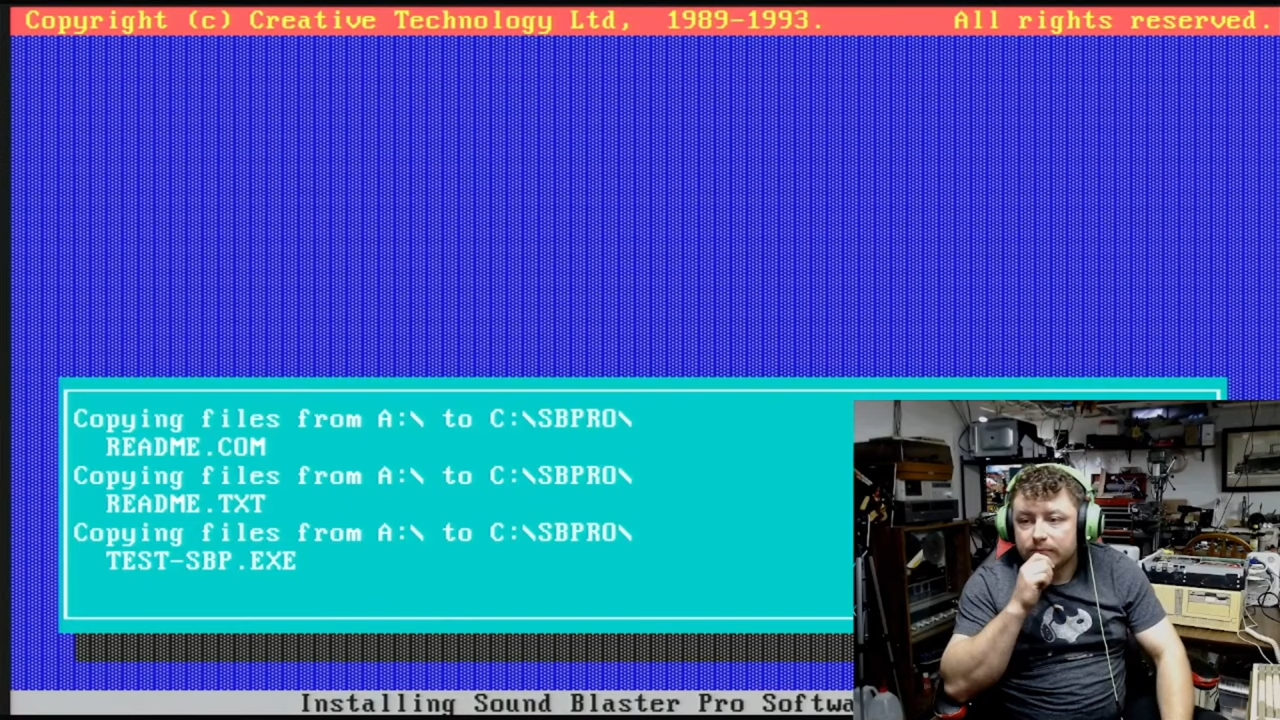 Copyright (c) Creative Technology Ltd, 1989-1993. All rights reserved.
Copying files from A:\ to C:\SBPRO\
README.COM
Copying files from A:\ to C:\SBPRO\
README.TXT
Copying files from A:\ to C:\SBPRO\
TEST-SBP.EXE
Installing Sound Blaster Pro Softwa